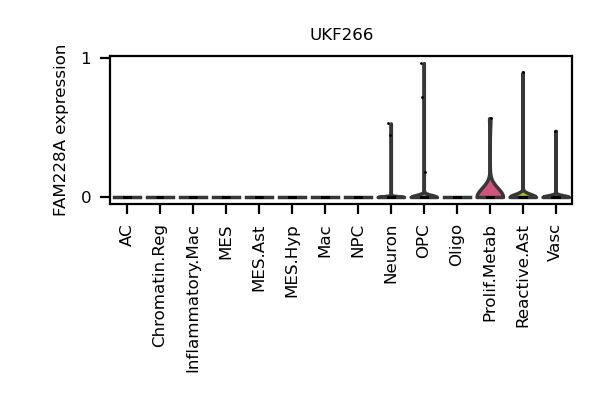 UKF266
FAM228A expression
1
0
AC
Chromatin.Reg
Inflammatory.Mac
MES
MES.Ast
MES.Hyp
Mac
NPC
Neuron
OPC
Oligo
Prolif.Metab
Reactive.Ast
Vasc